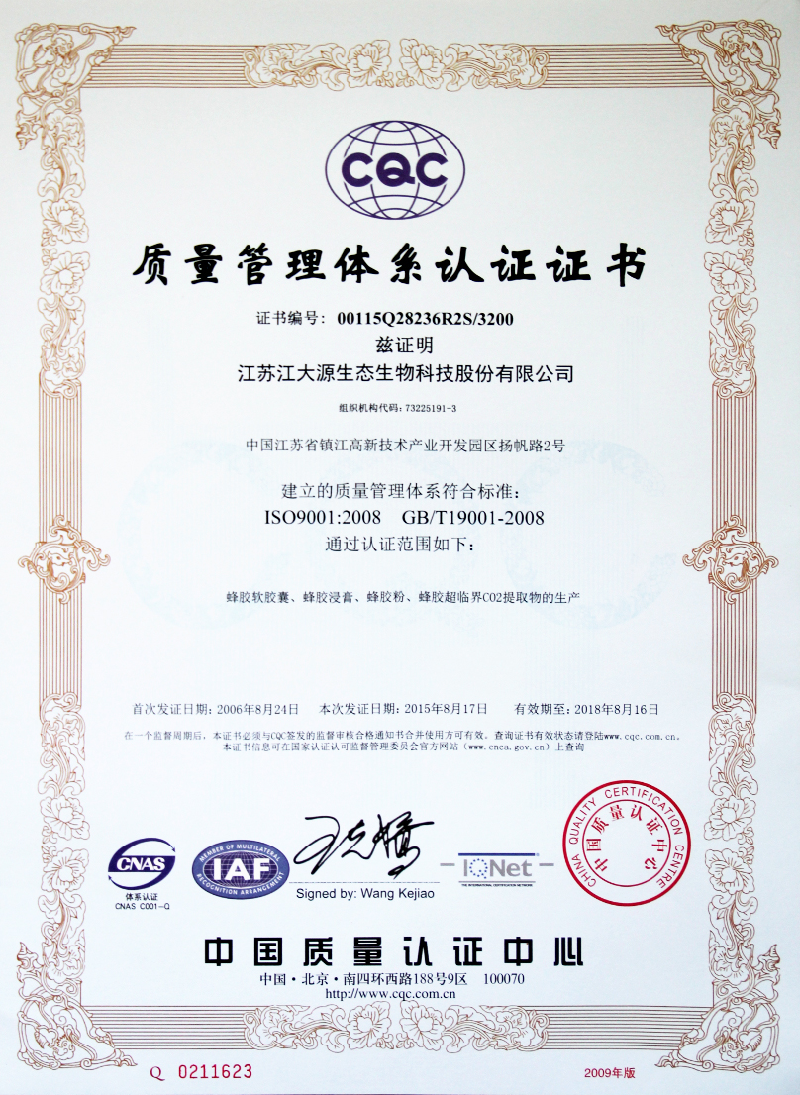 CQC
质量管理体系认证证书
证书编号：00115Q28236R2S/3200
兹证明
江苏江大源生态生物科技股份有限公司
组织机构代码：73225191-3
中国江苏省镇江高新技术产业开发园区扬帆路2号
建立的质量管理体系符合标准：
ISO9001:2008 GB/T19001-2008
通过认证范围如下：
蜂胶软胶囊、蜂胶浸膏、蜂胶粉、蜂胶超临界CO2提取物的生产
首次发证日期：2006年8月24日 本次发证日期：2015年8月17日 有效期至：2018年8月16日
在一个监督周期后，本证书必须与CQC签发的监督审核合格通知书合并使用方可有效。查询证书有效状态请登陆www.cqc.com.cn。
本证书信息可在国家认证认可监督管理委员会官方网站（www.cnca.gov.cn）上查询
CNAS
体系认证
CNAS C001-Q
MEMBER OF MULTILATERAL
IAF
RECOGNITION ARRANGEMENT
王克娇
Signed by: Wang Kejiao
IQNet
THE INTERNATIONAL CERTIFICATION NETWORK
CHINA QUALITY CERTIFICATION CENTRE
中国质量认证中心
中国质量认证中心
中国·北京·南四环西路188号9区 100070
http://www.cqc.com.cn
Q 0211623
2009年版